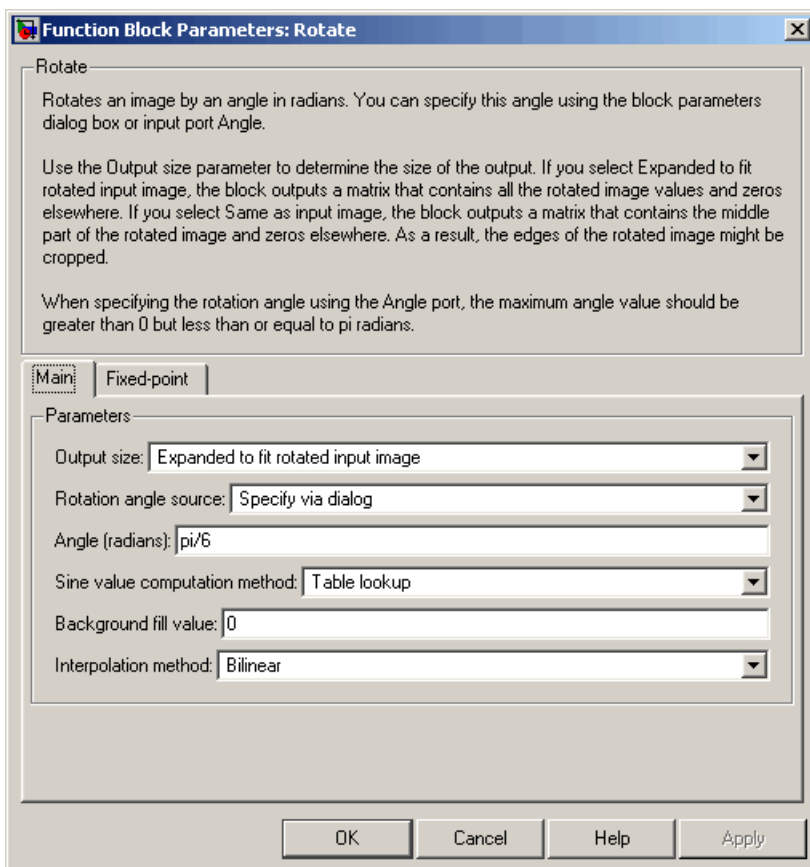 Function Block Parameters: Rotate
Rotate
Rotates an image by an angle in radians. You can specify this angle using the block parameters
dialog box or input port Angle.
Use the Output size parameter to determine the size of the output. If you select Expanded to fit
rotated input image, the block outputs a matrix that contains all the rotated image values and zeros
elsewhere. If you select Same as input image, the block outputs a matrix that contains the middle
part of the rotated image and zeros elsewhere. As a result, the edges of the rotated image might be
cropped.
When specifying the rotation angle using the Angle port, the maximum angle value should be
greater than 0 but less than or equal to pi radians.
Main Fixed-point
Parameters
Output size: Expanded to fit rotated input image
Rotation angle source: Specify via dialog
Angle (radians): pi/6
Sine value computation method: Table lookup
Background fill value: 0
Interpolation method: Bilinear
OK Cancel Help Apply